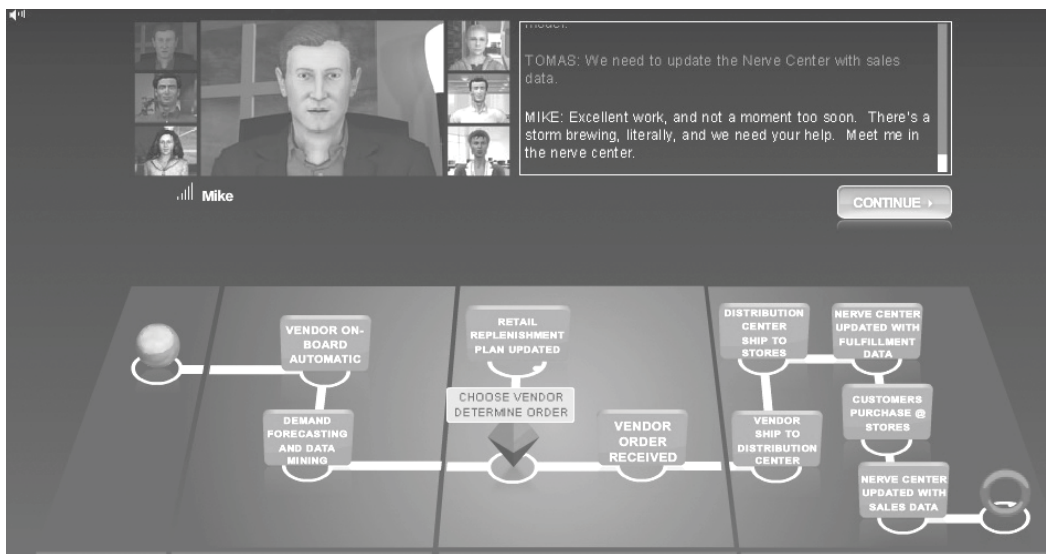 model.
TOMAS: We need to update the Nerve Center with sales
data.
MIKE: Excellent work, and not a moment too soon. There's a
storm brewing, literally, and we need your help. Meet me in
the nerve center.
Mike
CONTINUE
VENDOR ON-
BOARD
AUTOMATIC
DEMAND
FORECASTING
AND DATA
MINING
RETAIL
REPLENISHMENT
PLAN UPDATED
CHOOSE VENDOR
DETERMINE ORDER
VENDOR
ORDER
RECEIVED
DISTRIBUTION
CENTER
SHIP TO
STORES
VENDOR
SHIP TO
DISTRIBUTION
CENTER
NERVE CENTER
UPDATED WITH
FULFILLMENT
DATA
CUSTOMERS
PURCHASE @
STORES
NERVE CENTER
UPDATED WITH
SALES DATA